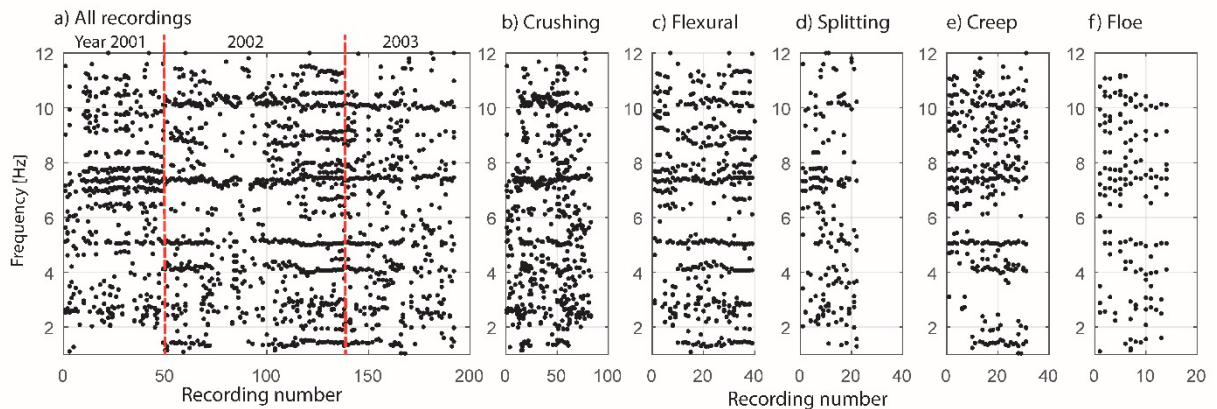 a) All recordings
b) Crushing
c) Flexural
d) Splitting
e) Creep
f) Floe
Year 2001 2002 2003
Frequency [Hz]
12
10
8
6
4
2
0 50 100 150 200
Recording number
12
10
8
6
4
2
0 50 100
12
10
8
6
4
2
0 10 20 30 40
12
10
8
6
4
2
0 20 40
Recording number
12
10
8
6
4
2
0 20 40
12
10
8
6
4
2
0 10 20